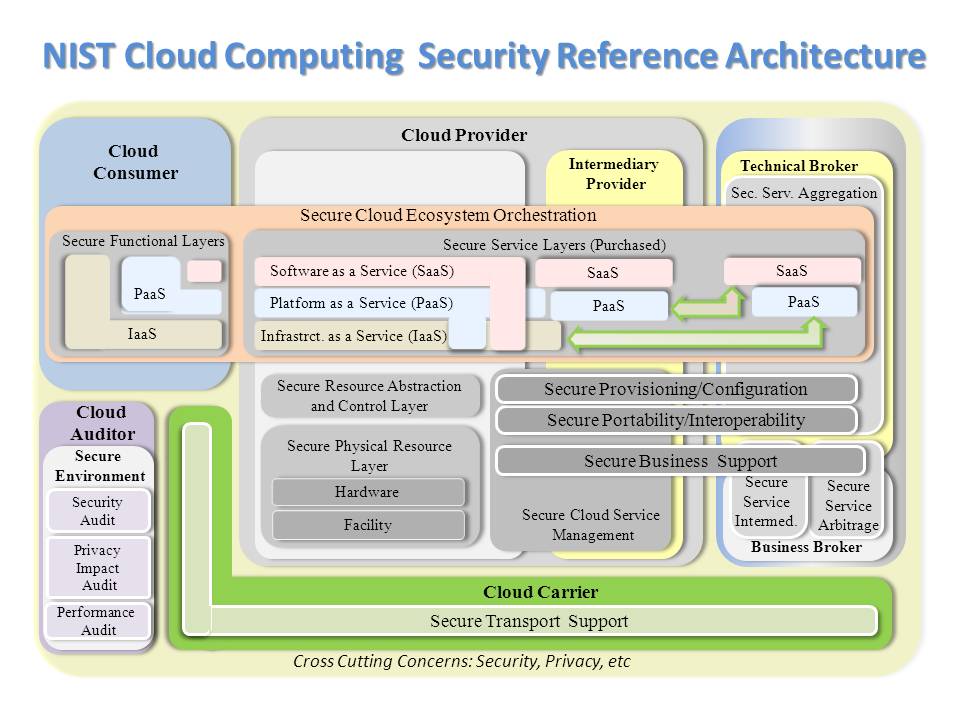 NIST Cloud Computing Security Reference Architecture
Cloud
Consumer
Cloud Provider
Intermediary
Provider
Technical Broker
Sec. Serv. Aggregation
Secure Cloud Ecosystem Orchestration
Secure Functional Layers
PaaS
IaaS
Secure Service Layers (Purchased)
Software as a Service (SaaS)
Platform as a Service (PaaS)
Infrastrct. as a Service (IaaS)
SaaS
PaaS
SaaS
PaaS
Secure Resource Abstraction
and Control Layer
Secure Physical Resource
Layer
Hardware
Facility
Secure Provisioning/Configuration
Secure Portability/Interoperability
Secure Business Support
Secure Cloud Service
Management
Secure
Service
Intermed.
Secure
Service
Arbitrage
Business Broker
Cloud
Auditor
Secure
Environment
Security
Audit
Privacy
Impact
Audit
Performance
Audit
Cloud Carrier
Secure Transport Support
Cross Cutting Concerns: Security, Privacy, etc